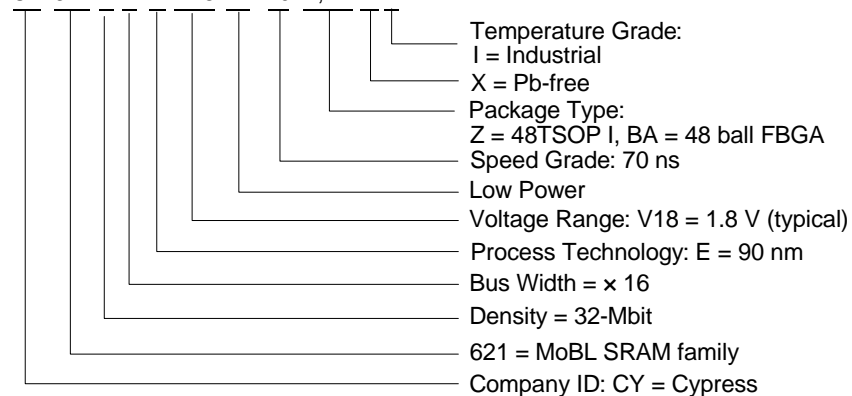 Temperature Grade:
I = Industrial
X = Pb-free
Package Type:
Z = 48TSOP I, BA = 48 ball FBGA
Speed Grade: 70 ns
Low Power
Voltage Range: V18 = 1.8 V (typical)
Process Technology: E = 90 nm
Bus Width = × 16
Density = 32-Mbit
621 = MoBL SRAM family
Company ID: CY = Cypress